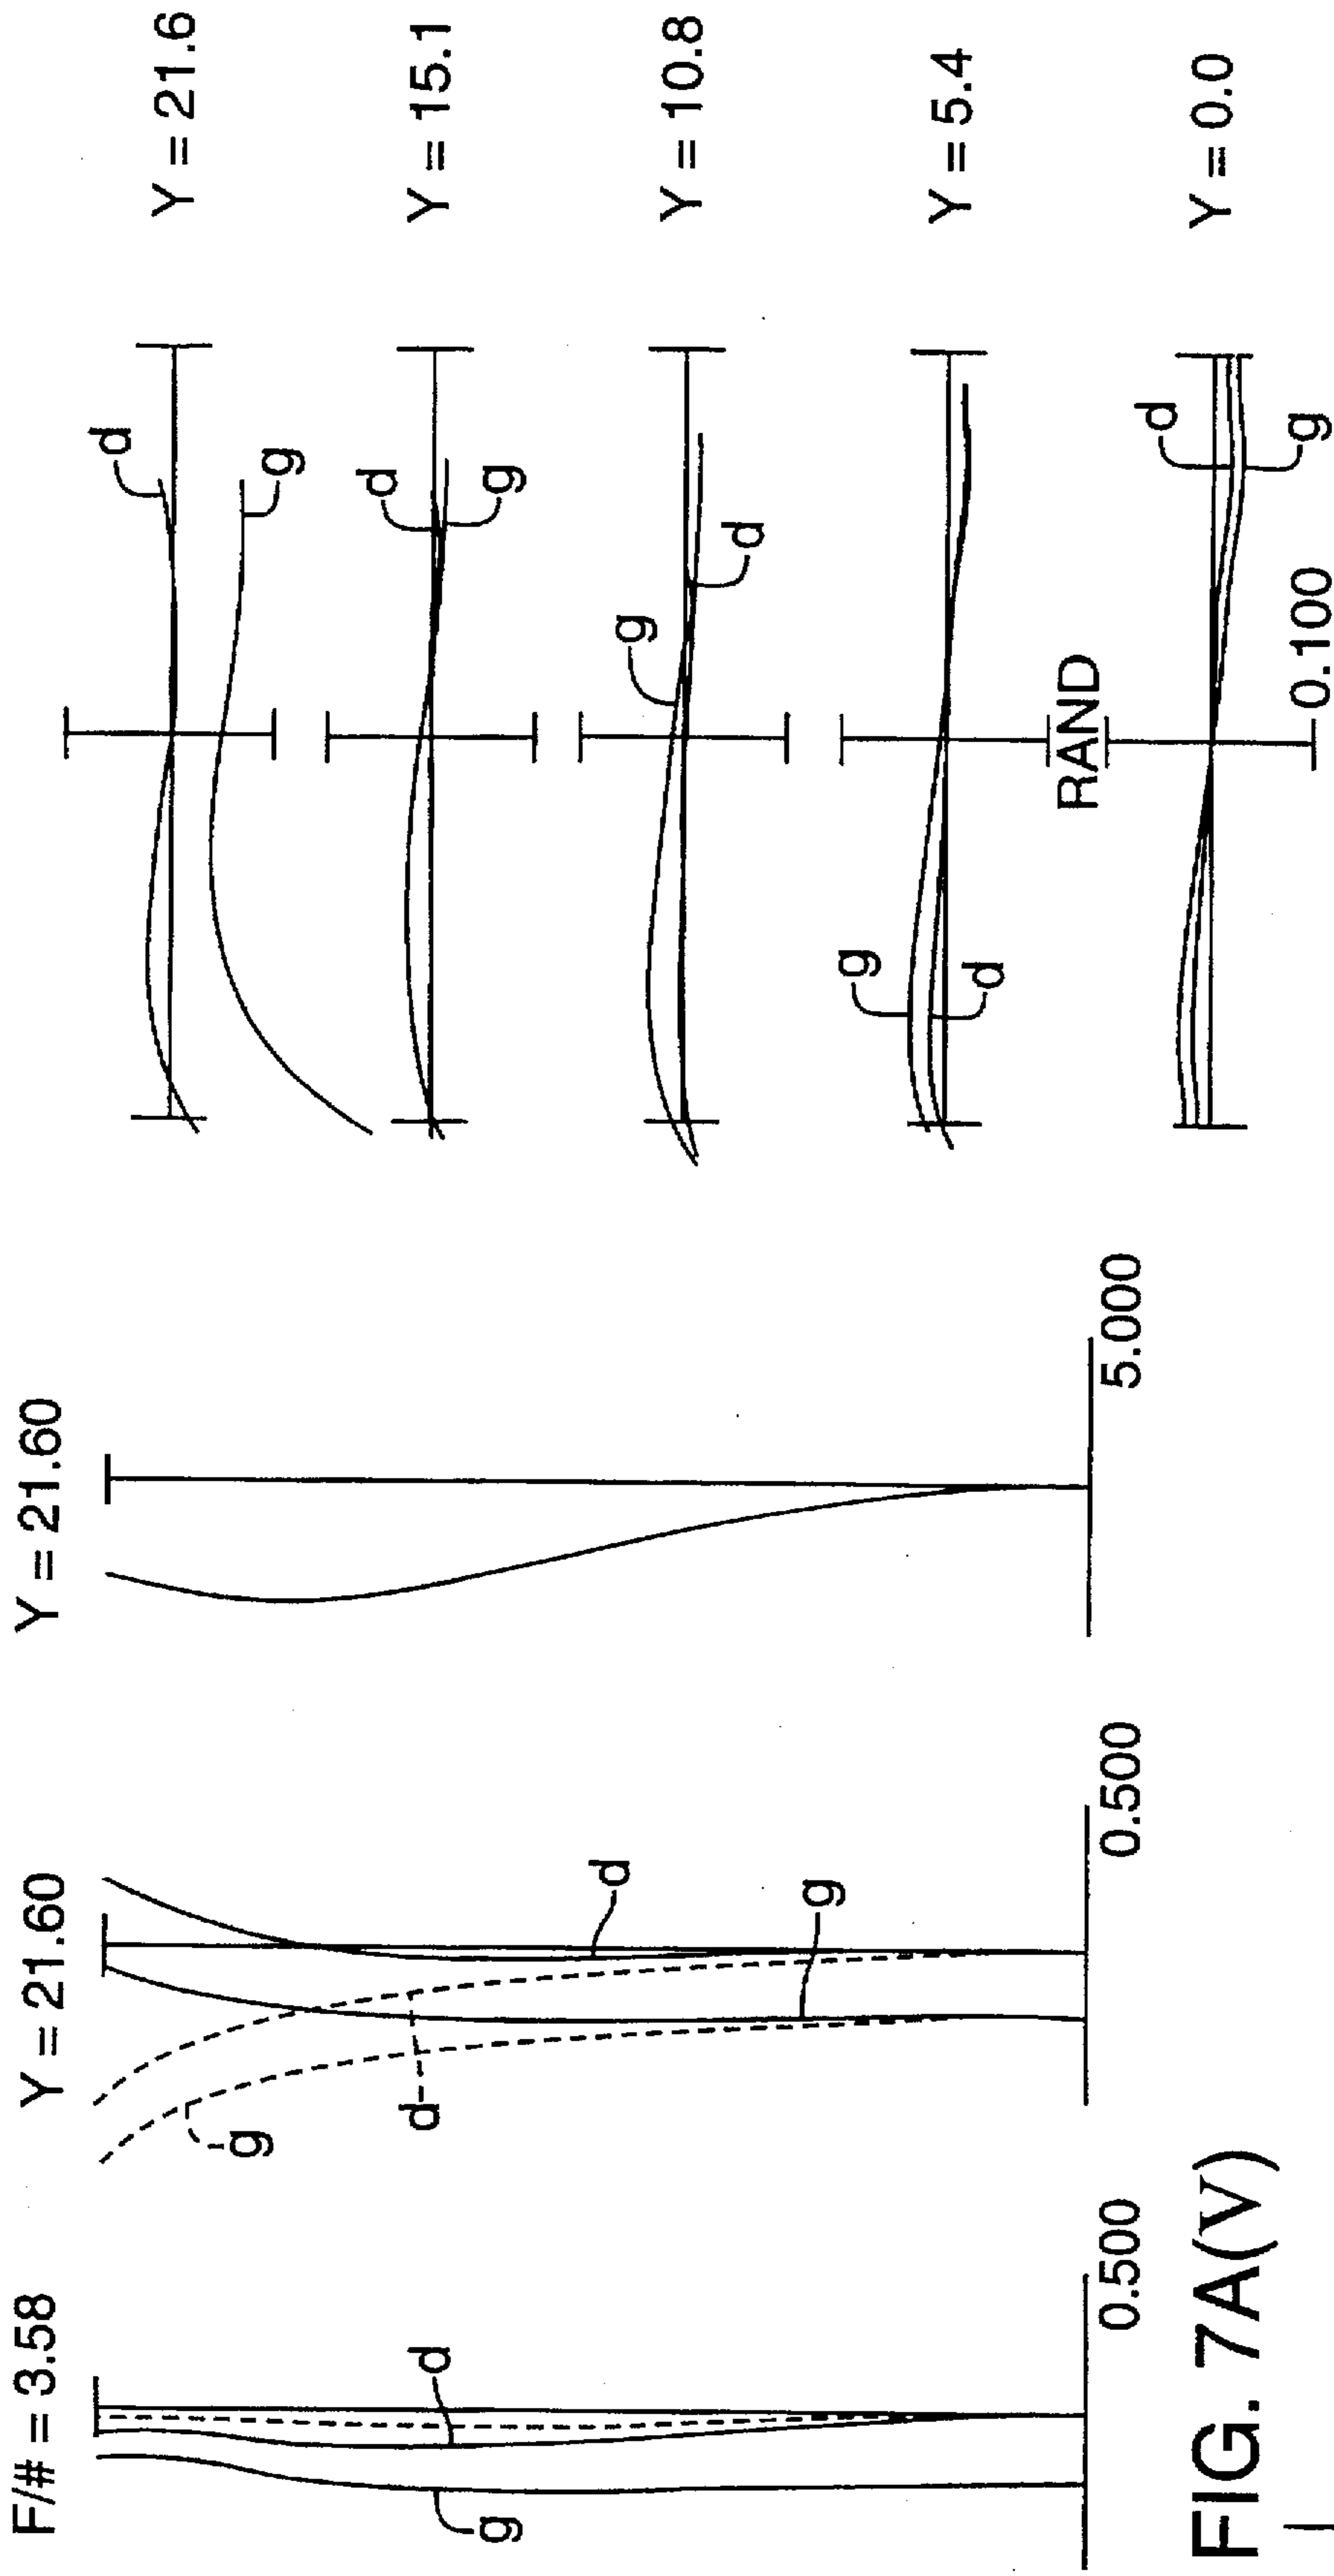 F/# = 3.58
g
d
0.500
Y = 21.60
g
d
d
g
0.500
Y = 21.60
5.000
d
g
Y = 21.6
d
g
Y = 15.1
g
d
Y = 10.8
g
d
Y = 5.4
RAND
d
g
Y = 0.0
0.100
FIG. 7A(V)